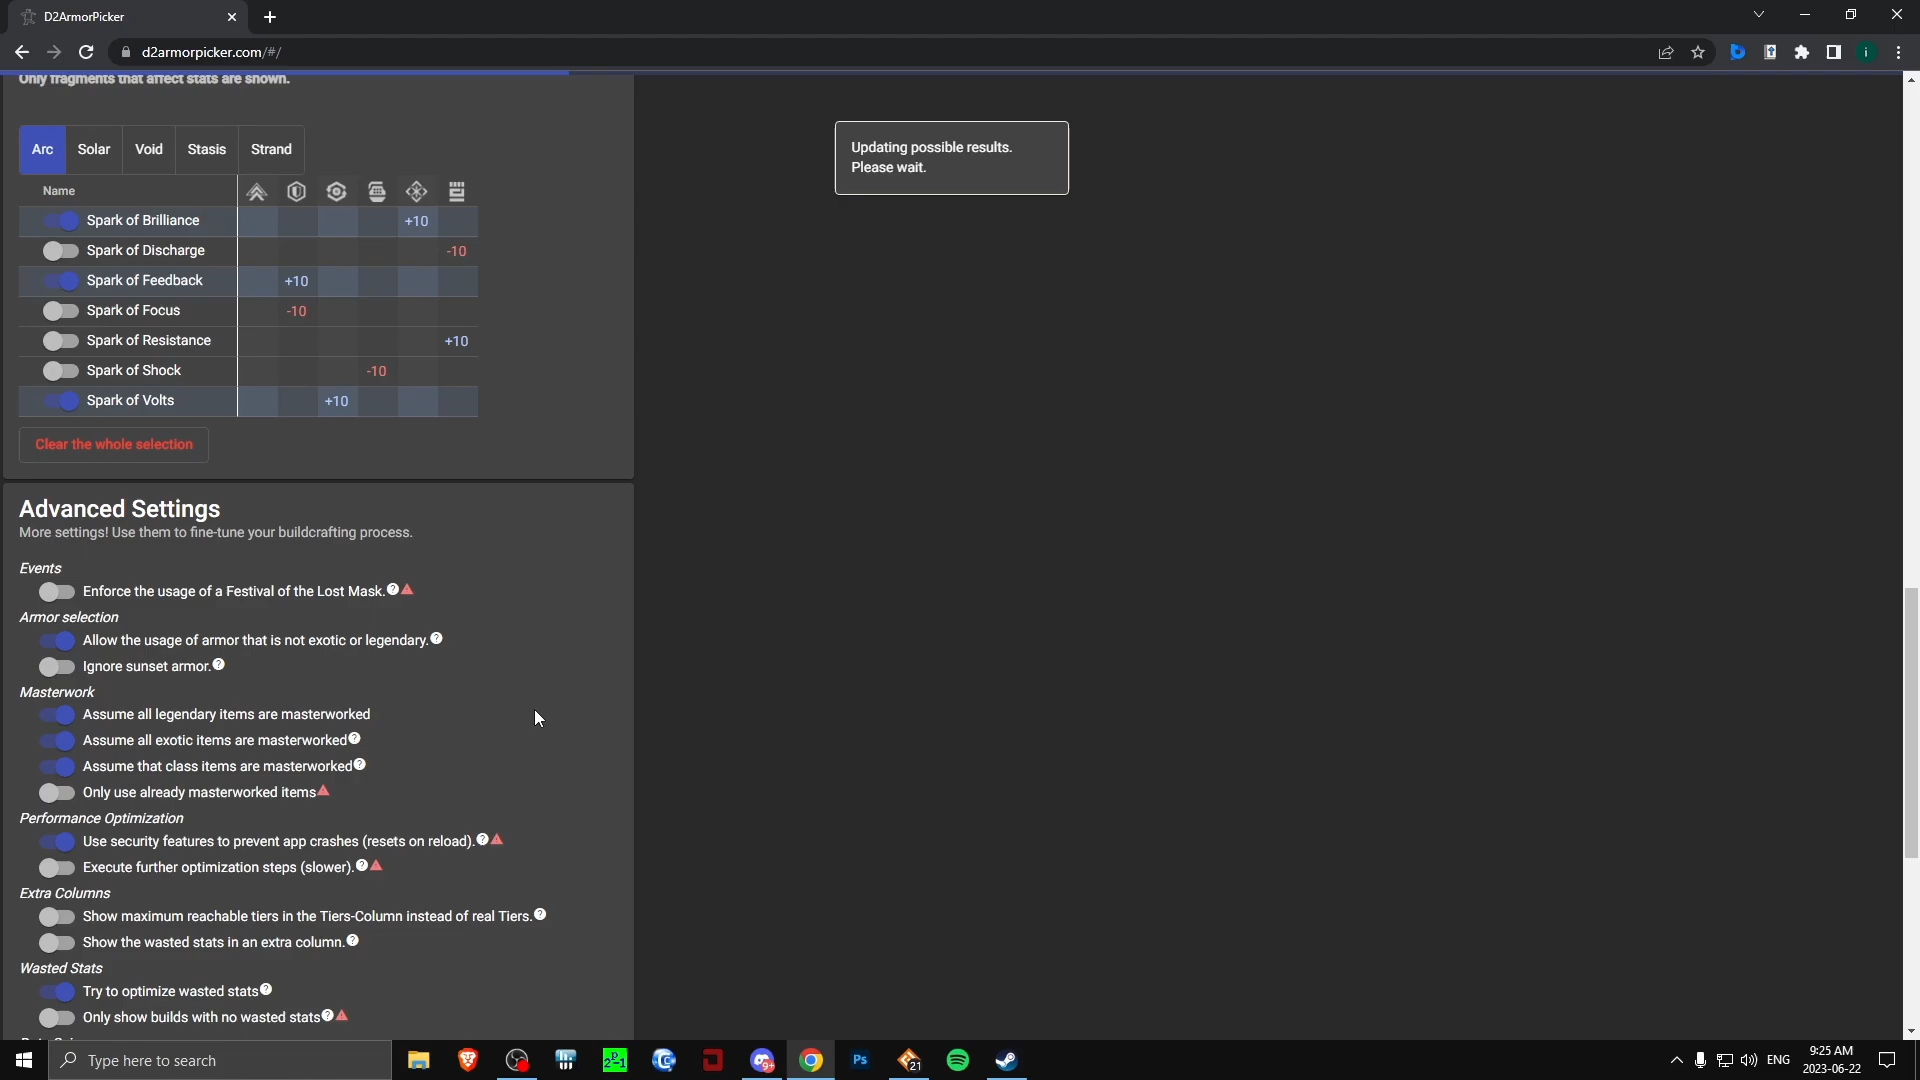 D2ArmorPicker
d2armorpicker.com/#/
i
Only fragments that affect stats are shown.
Arc Solar Void Stasis Strand
Name
Spark of Brilliance +10
Spark of Discharge -10
Spark of Feedback +10
Spark of Focus -10
Spark of Resistance +10
Spark of Shock -10
Spark of Volts +10
Clear the whole selection
Updating possible results.
Please wait.
Advanced Settings
More settings! Use them to fine-tune your buildcrafting process.
Events
Enforce the usage of a Festival of the Lost Mask.
Armor selection
Allow the usage of armor that is not exotic or legendary.
Ignore sunset armor.
Masterwork
Assume all legendary items are masterworked
Assume all exotic items are masterworked
Assume that class items are masterworked
Only use already masterworked items
Performance Optimization
Use security features to prevent app crashes (resets on reload).
Execute further optimization steps (slower).
Extra Columns
Show maximum reachable tiers in the Tiers-Column instead of real Tiers.
Show the wasted stats in an extra column.
Wasted Stats
Try to optimize wasted stats
Only show builds with no wasted stats
Type here to search
Ps
21
ENG
9:25 AM
2023-06-22